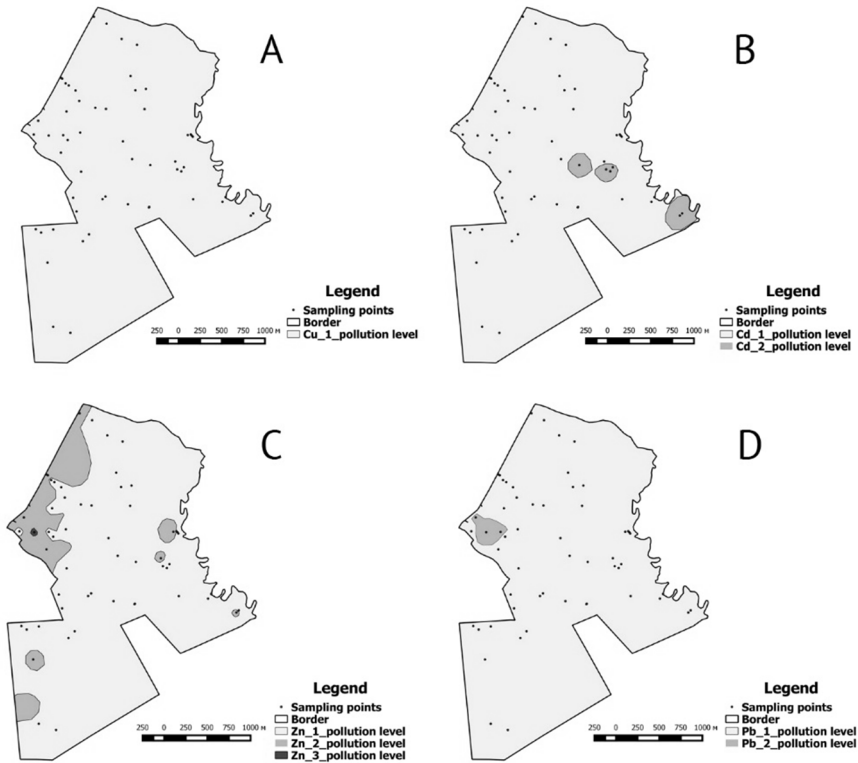 A
Legend
Sampling points
Border
Cu_1_pollution level
250 0 250 500 750 1000 м
B
Legend
Sampling points
Border
Cd_1_pollution level
Cd_2_pollution level
250 0 250 500 750 1000 м
C
Legend
Sampling points
Border
Zn_1_pollution level
Zn_2_pollution level
Zn_3_pollution level
250 0 250 500 750 1000 м
D
Legend
Sampling points
Border
Pb_1_pollution level
Pb_2_pollution level
250 0 250 500 750 1000 м